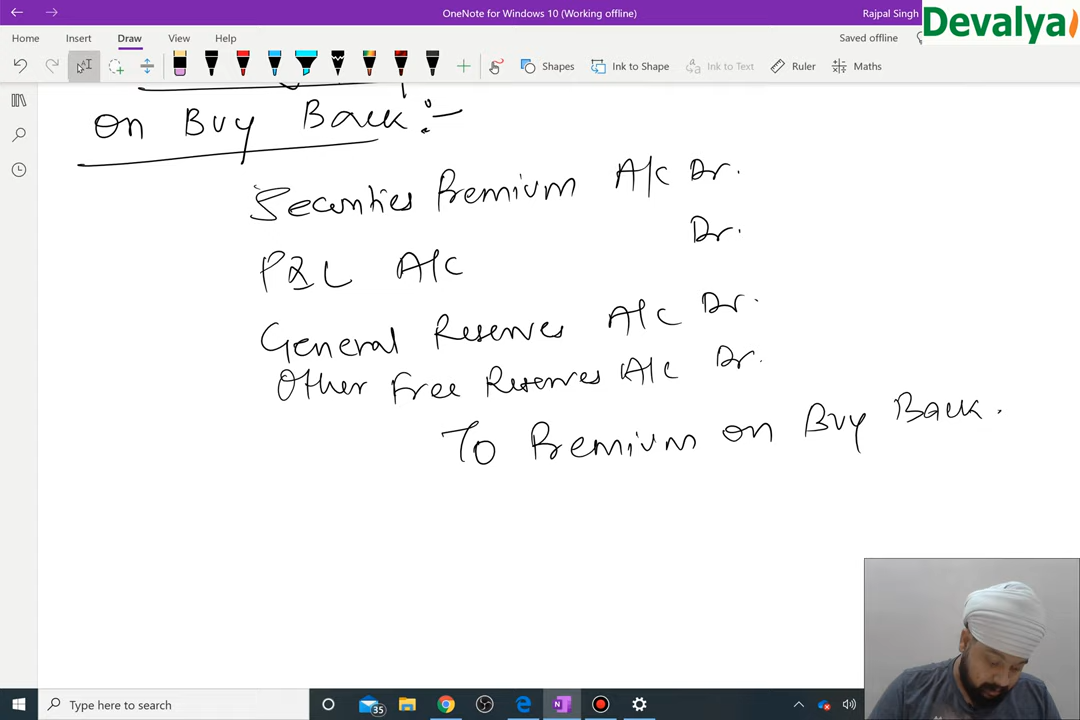 OneNote for Windows 10 (Working offline)
Rajpal Singh
Devalya
Home Insert Draw View Help
Saved offline
Shapes Ink to Shape Ink to Text Ruler Maths
on Buy Back :-
Securities Premium A/c Dr.
P&L A/c Dr.
General Reserves A/c Dr.
Other Free Reserves A/c Dr.
To Premium on Buy Back.
Type here to search
35